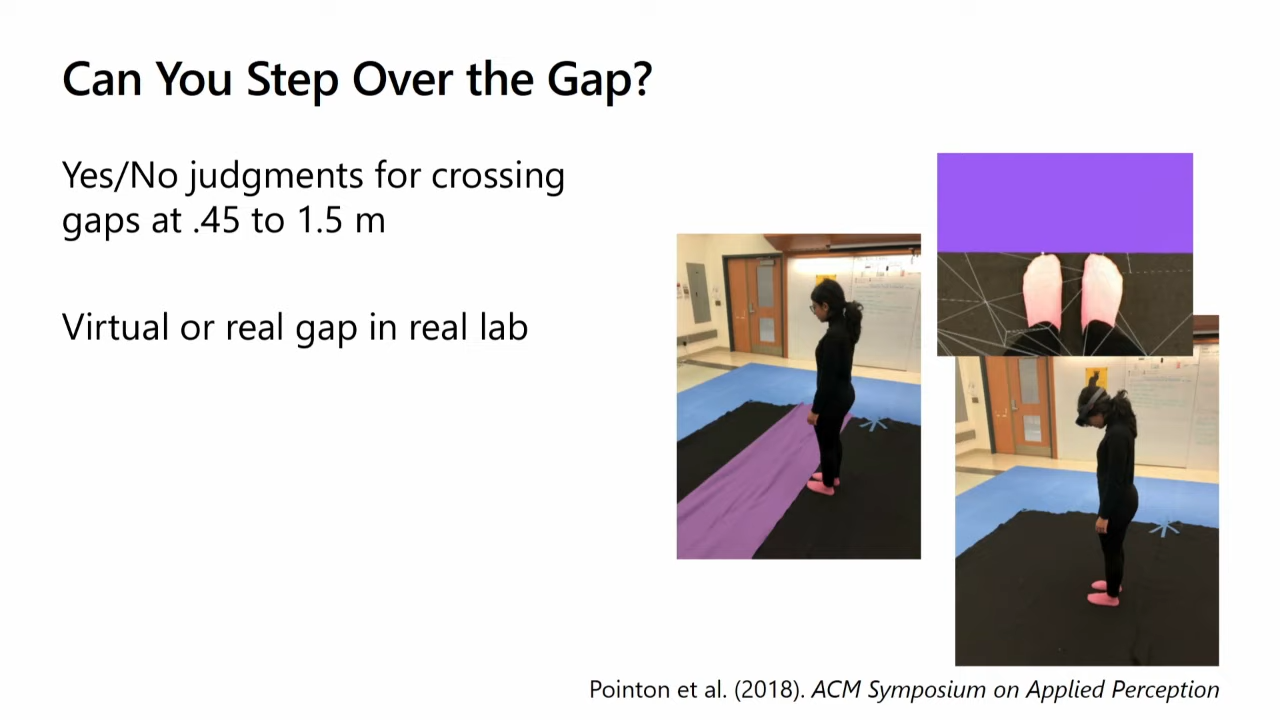 Can You Step Over the Gap?
Yes/No judgments for crossing
gaps at .45 to 1.5 m
Virtual or real gap in real lab
Pointon et al. (2018). ACM Symposium on Applied Perception